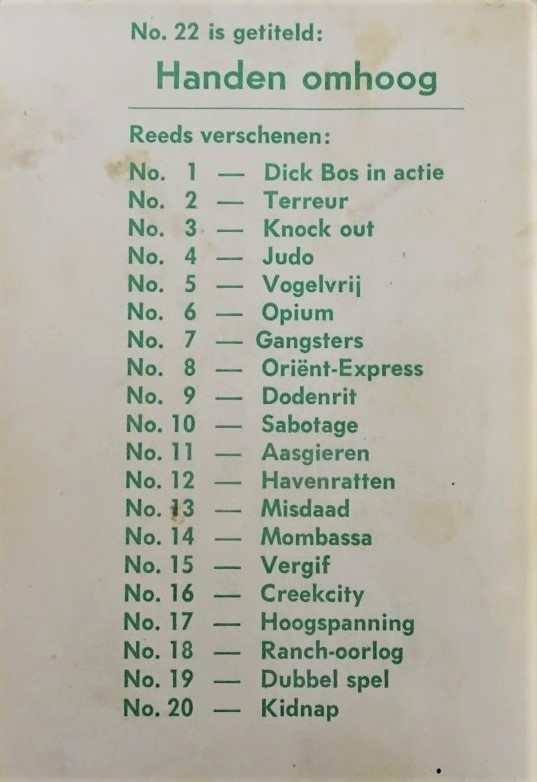 No. 22 is getiteld:
Handen omhoog
Reeds verschenen:
No. 1 — Dick Bos in actie
No. 2 — Terreur
No. 3 — Knock out
No. 4 — Judo
No. 5 — Vogelvrij
No. 6 — Opium
No. 7 — Gangsters
No. 8 — Oriënt-Express
No. 9 — Dodenrit
No. 10 — Sabotage
No. 11 — Aasgieren
No. 12 — Havenratten
No. 13 — Misdaad
No. 14 — Mombassa
No. 15 — Vergif
No. 16 — Creekcity
No. 17 — Hoogspanning
No. 18 — Ranch-oorlog
No. 19 — Dubbel spel
No. 20 — Kidnap